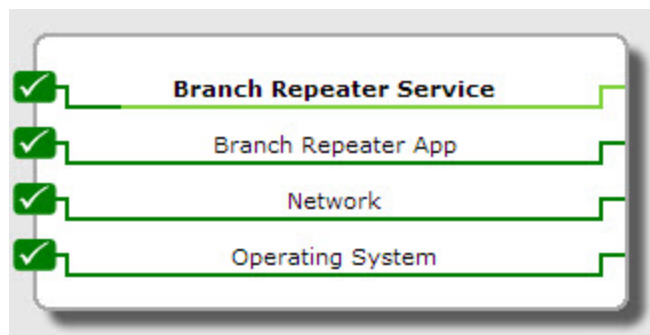 Branch Repeater Service
Branch Repeater App
Network
Operating System